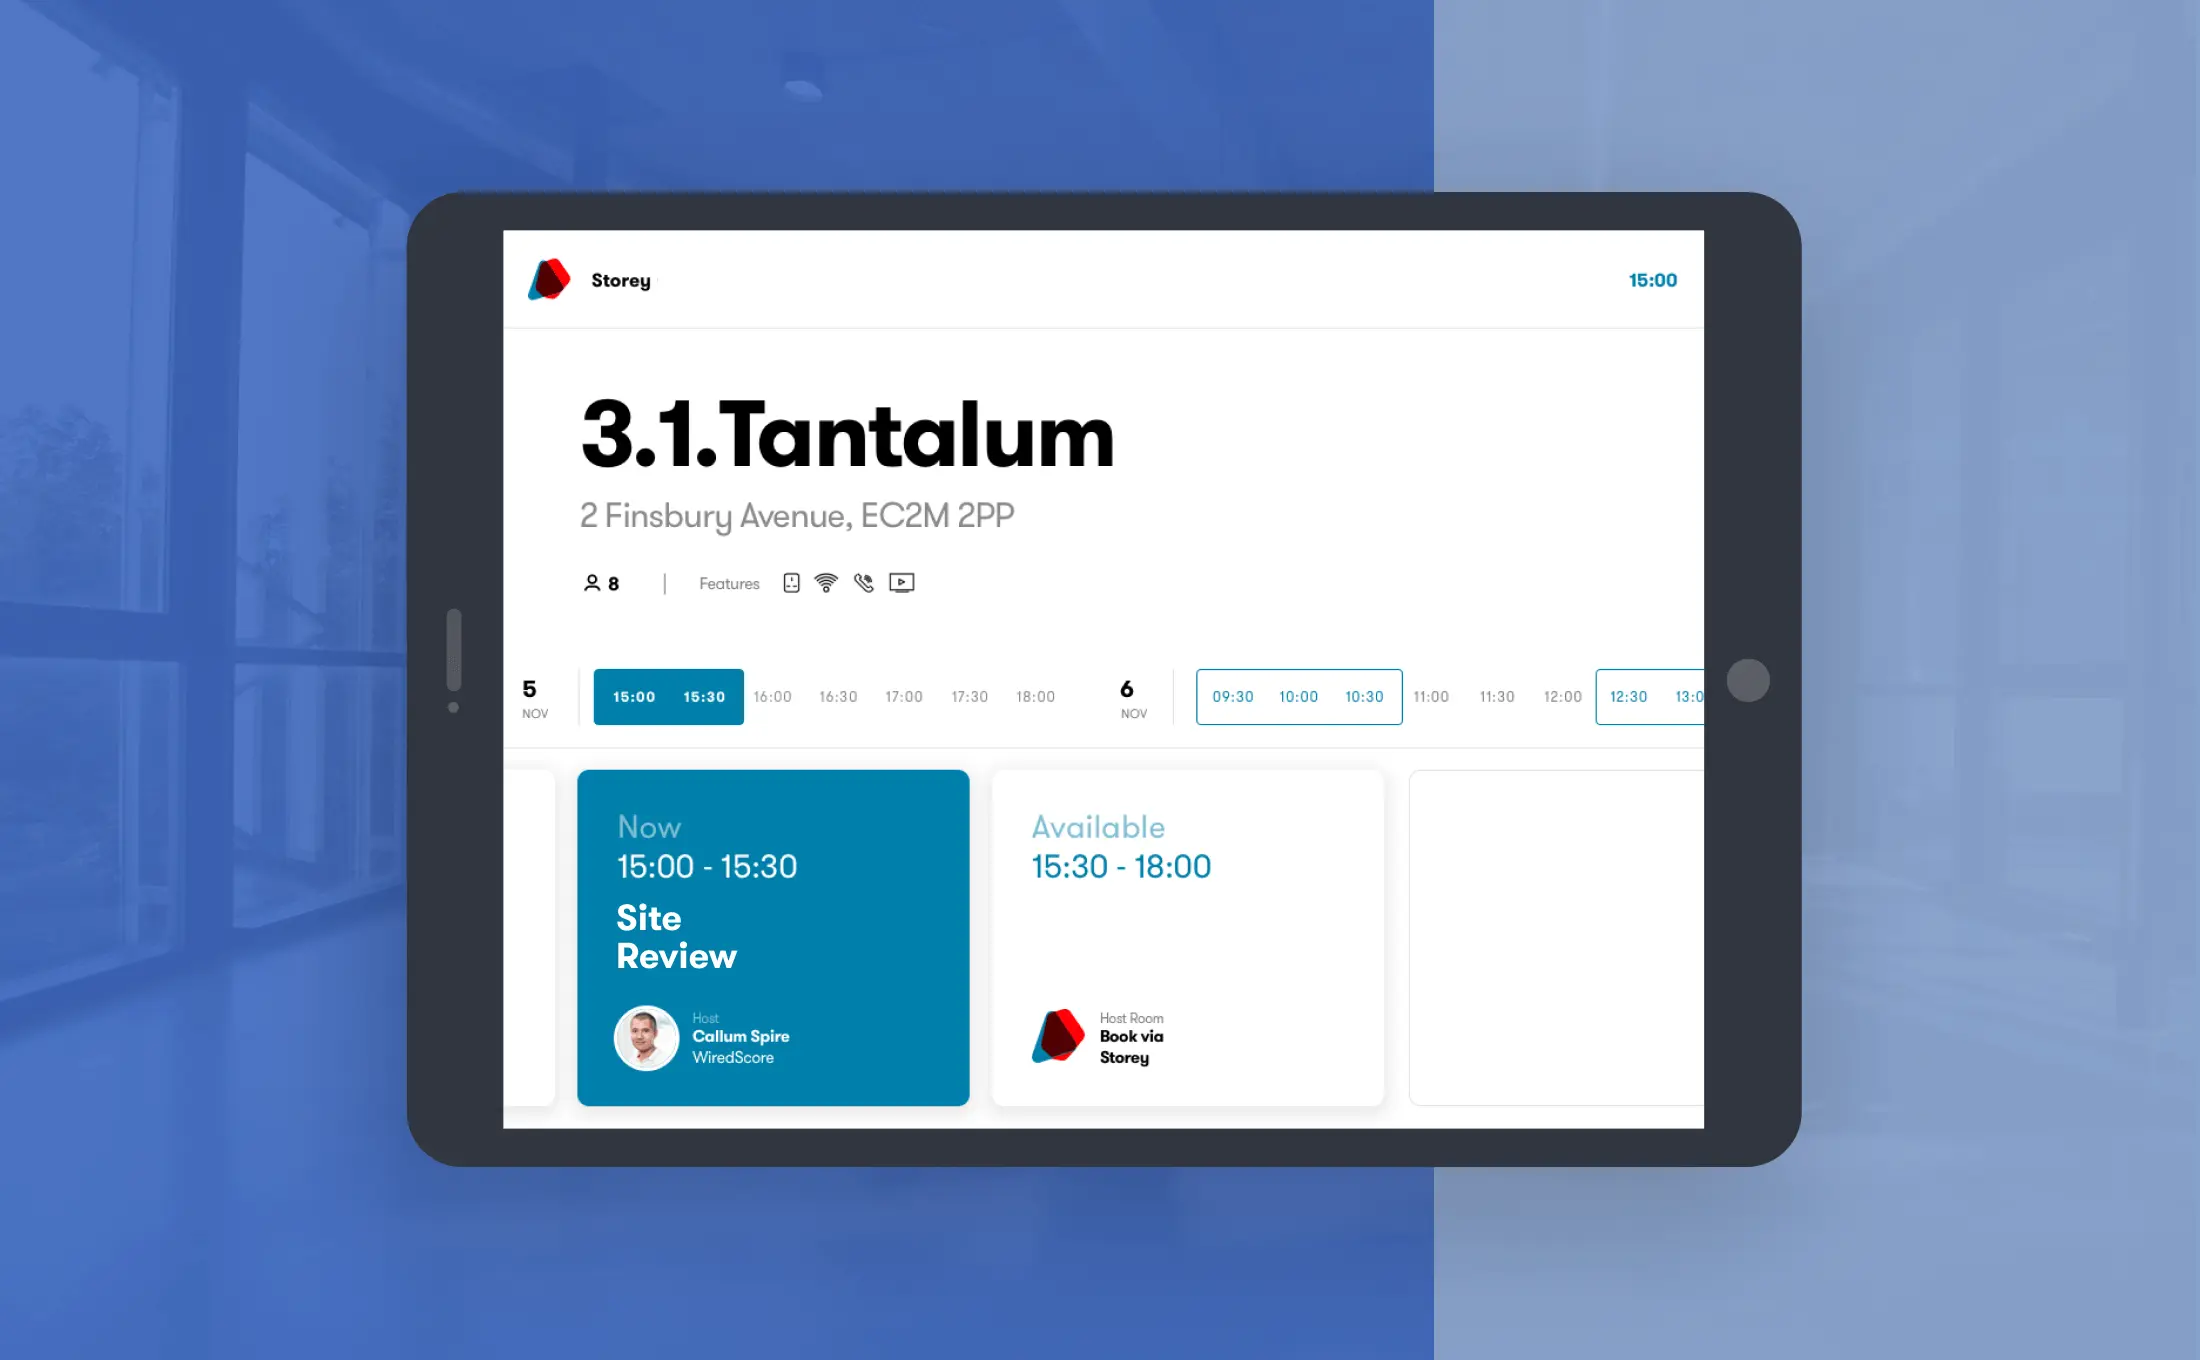 Storey
15:00
3.1.Tantalum
2 Finsbury Avenue, EC2M 2PP
8 | Features
5 NOV 15:00 15:30 16:00 16:30 17:00 17:30 18:00 6 NOV 09:30 10:00 10:30 11:00 11:30 12:00 12:30 13:0
Now
15:00 - 15:30
Site
Review
Host
Callum Spire
WiredScore
Available
15:30 - 18:00
Host Room
Book via
Storey